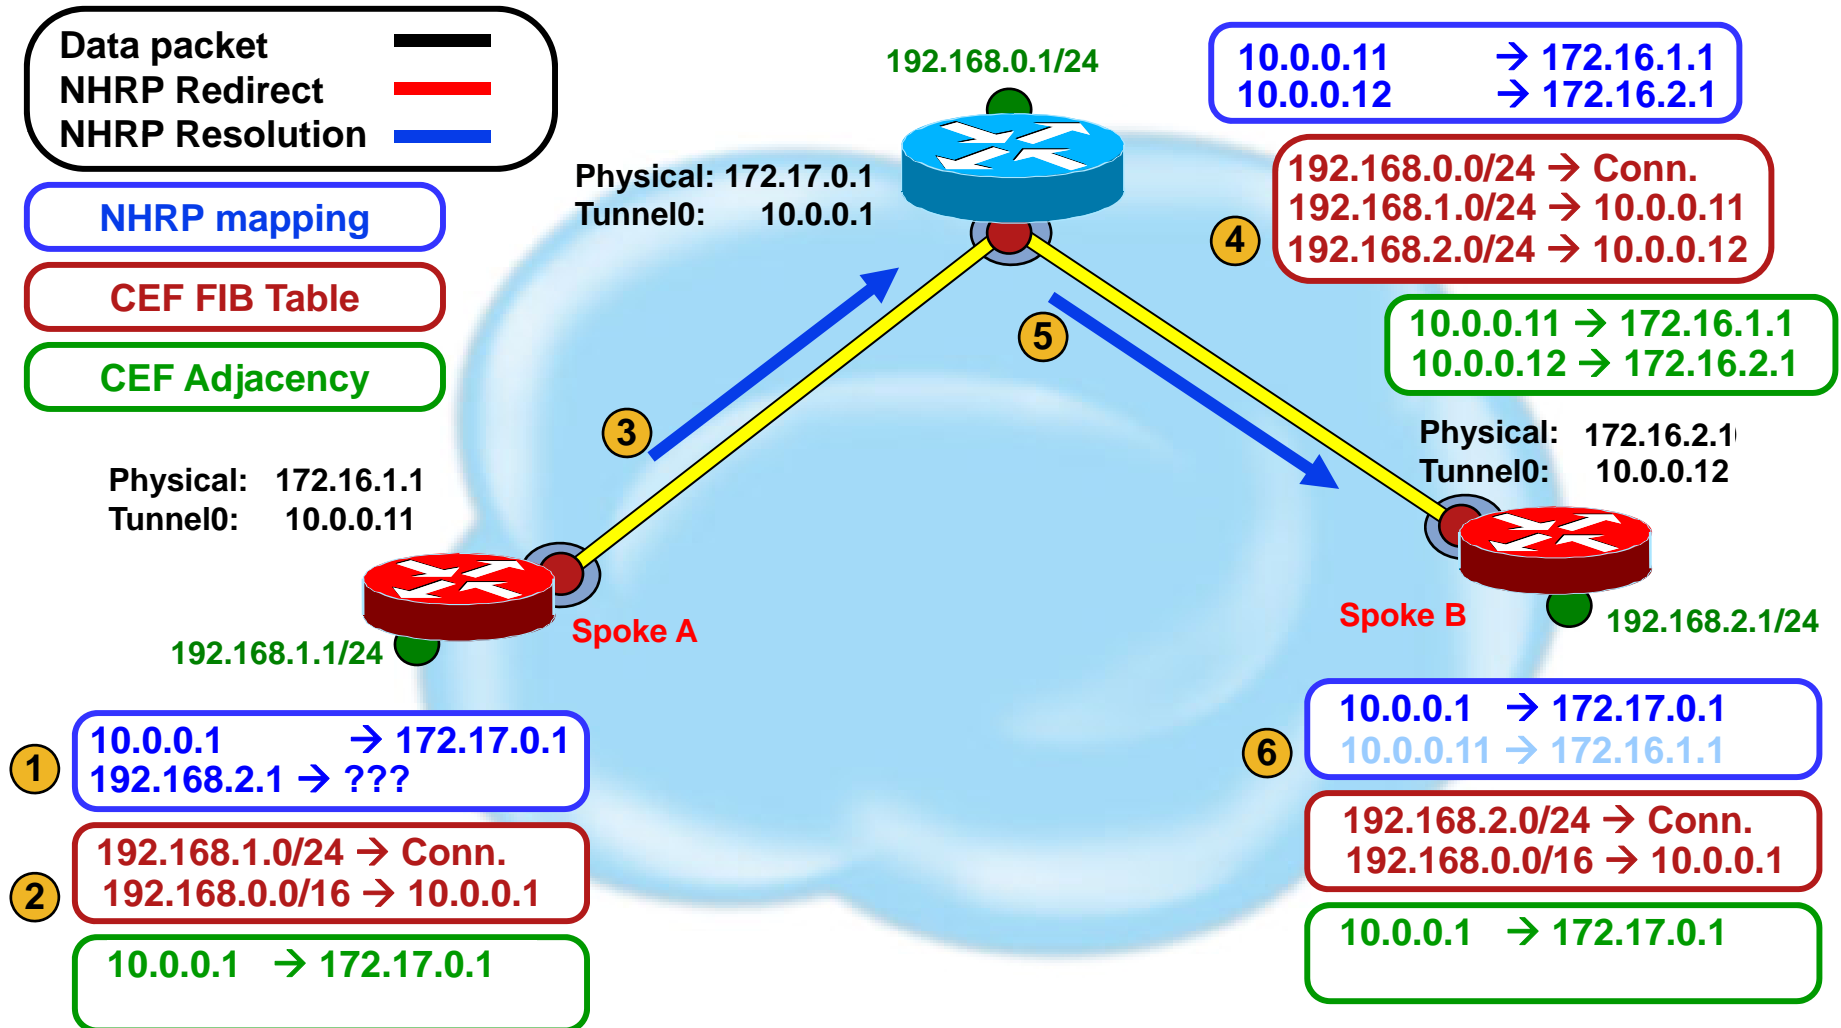 Data packet
NHRP Redirect
NHRP Resolution
NHRP mapping
CEF FIB Table
CEF Adjacency
192.168.0.1/24
Physical: 172.17.0.1
Tunnel0: 10.0.0.1
10.0.0.11 → 172.16.1.1
10.0.0.12 → 172.16.2.1
4
192.168.0.0/24 → Conn.
192.168.1.0/24 → 10.0.0.11
192.168.2.0/24 → 10.0.0.12
10.0.0.11 → 172.16.1.1
10.0.0.12 → 172.16.2.1
3
5
Physical: 172.16.1.1
Tunnel0: 10.0.0.11
Physical: 172.16.2.1
Tunnel0: 10.0.0.12
Spoke A
192.168.1.1/24
Spoke B
192.168.2.1/24
1
10.0.0.1 → 172.17.0.1
192.168.2.1 → ???
2
192.168.1.0/24 → Conn.
192.168.0.0/16 → 10.0.0.1
10.0.0.1 → 172.17.0.1
6
10.0.0.1 → 172.17.0.1
10.0.0.11 → 172.16.1.1
192.168.2.0/24 → Conn.
192.168.0.0/16 → 10.0.0.1
10.0.0.1 → 172.17.0.1